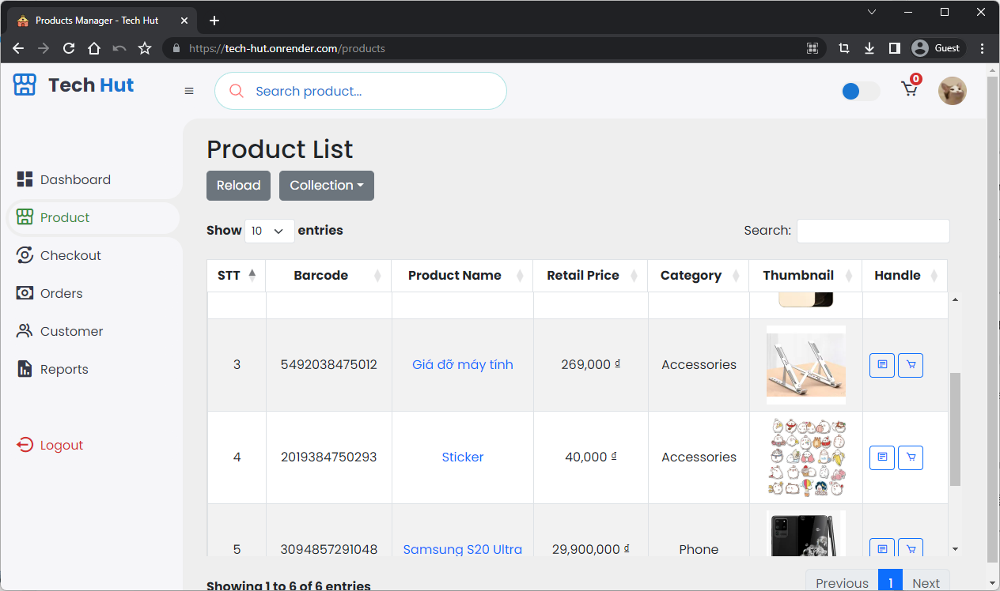 Products Manager - Tech Hut
https://tech-hut.onrender.com/products
Guest
Tech Hut
Search product...
0
Dashboard
Product
Checkout
Orders
Customer
Reports
Logout
Product List
Reload Collection
Show 10 entries
Search:
STT Barcode Product Name Retail Price Category Thumbnail Handle
3 5492038475012 Giá đỡ máy tính 269,000 ₫ Accessories
4 2019384750293 Sticker 40,000 ₫ Accessories
5 3094857291048 Samsung S20 Ultra 29,900,000 ₫ Phone
Showing 1 to 6 of 6 entries
Previous 1 Next